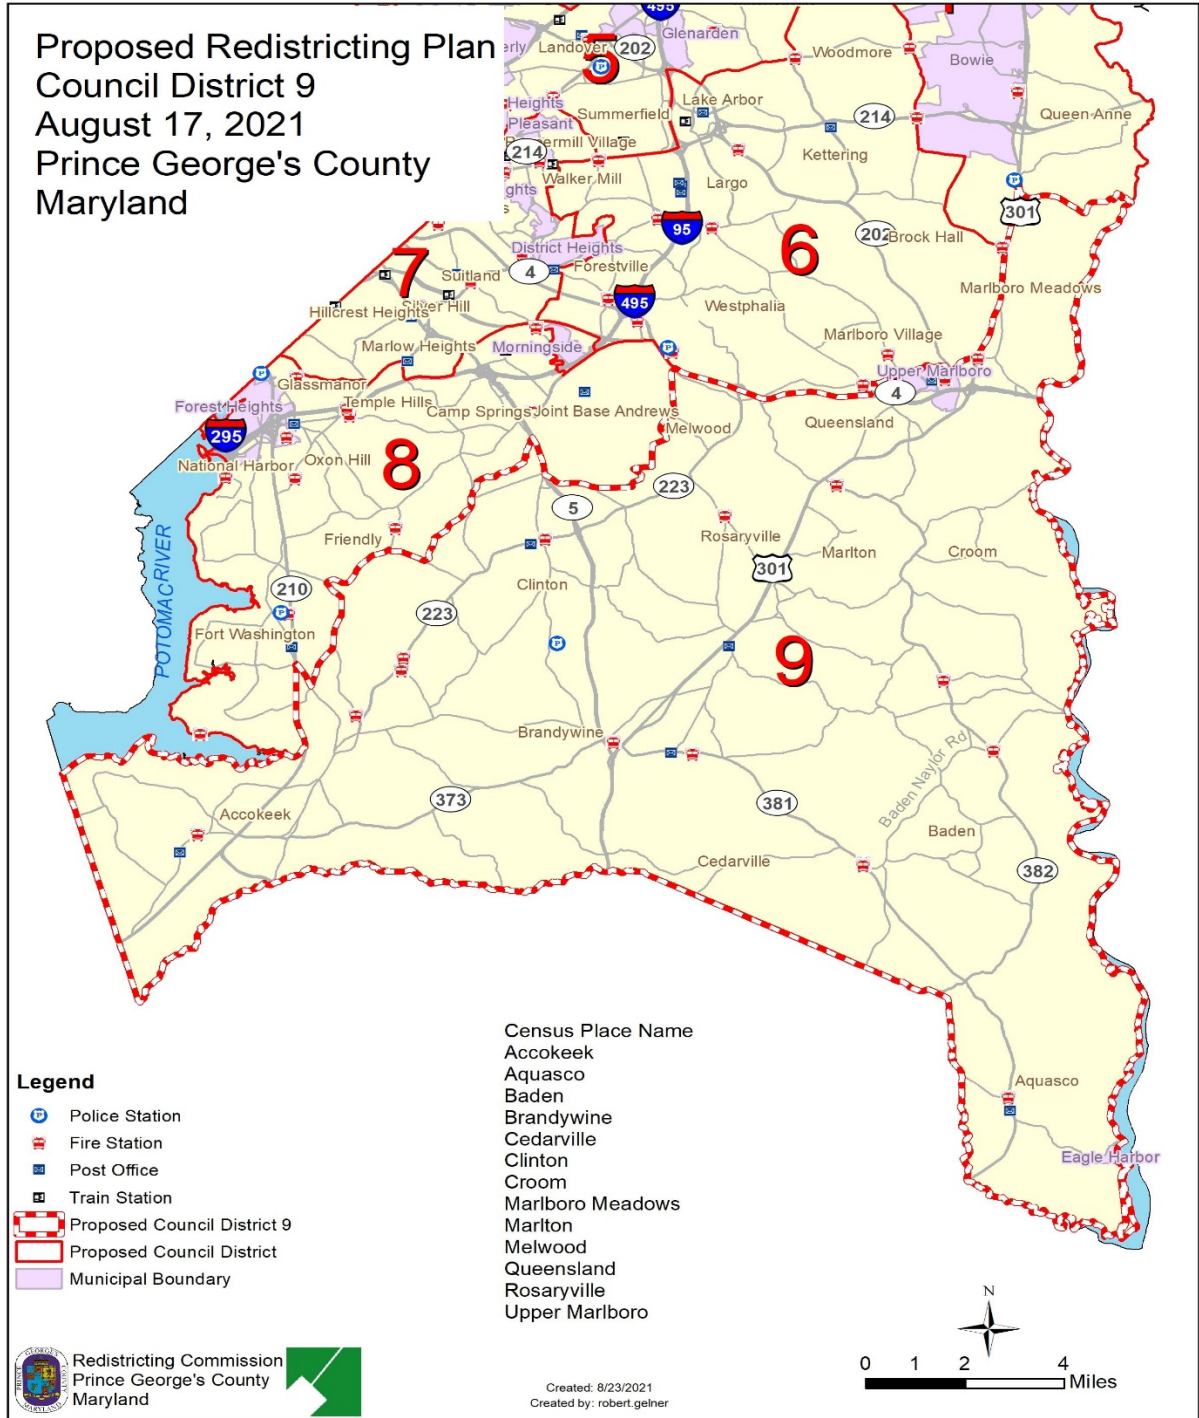 Proposed Redistricting Plan
Council District 9
August 17, 2021
Prince George's County
Maryland
495
Landover
202
Glenarden
5
Woodmore
Bowie
Heights
Summerfield
Lake Arbor
214
Queen Anne
Pleasant
214
Walker Mill
Kettering
Largo
301
95
District Heights
202
Brock Hall
6
7
Suitland
4
Forestville
Marlboro Meadows
495
Westphalia
Hillcrest Heights
Silver Hill
Marlboro Village
Marlow Heights
Morningside
Upper Marlboro
Glassmanor
4
Forest Heights
Temple Hills
Camp Springs
Joint Base Andrews
Melwood
Queensland
295
National Harbor
Oxon Hill
8
223
5
Friendly
Rosaryville
Marlton
Croom
301
POTOMAC RIVER
210
Clinton
223
Fort Washington
9
Brandywine
Baden Naylor Rd
373
381
Accokeek
Baden
Cedarville
382
Aquasco
Eagle Harbor
Census Place Name
Accokeek
Aquasco
Baden
Brandywine
Cedarville
Clinton
Croom
Marlboro Meadows
Marlton
Melwood
Queensland
Rosaryville
Upper Marlboro
Legend
Police Station
Fire Station
Post Office
Train Station
Proposed Council District 9
Proposed Council District
Municipal Boundary
Redistricting Commission
Prince George's County
Maryland
Created: 8/23/2021
Created by: robert.gelner
N
0 1 2 4
Miles